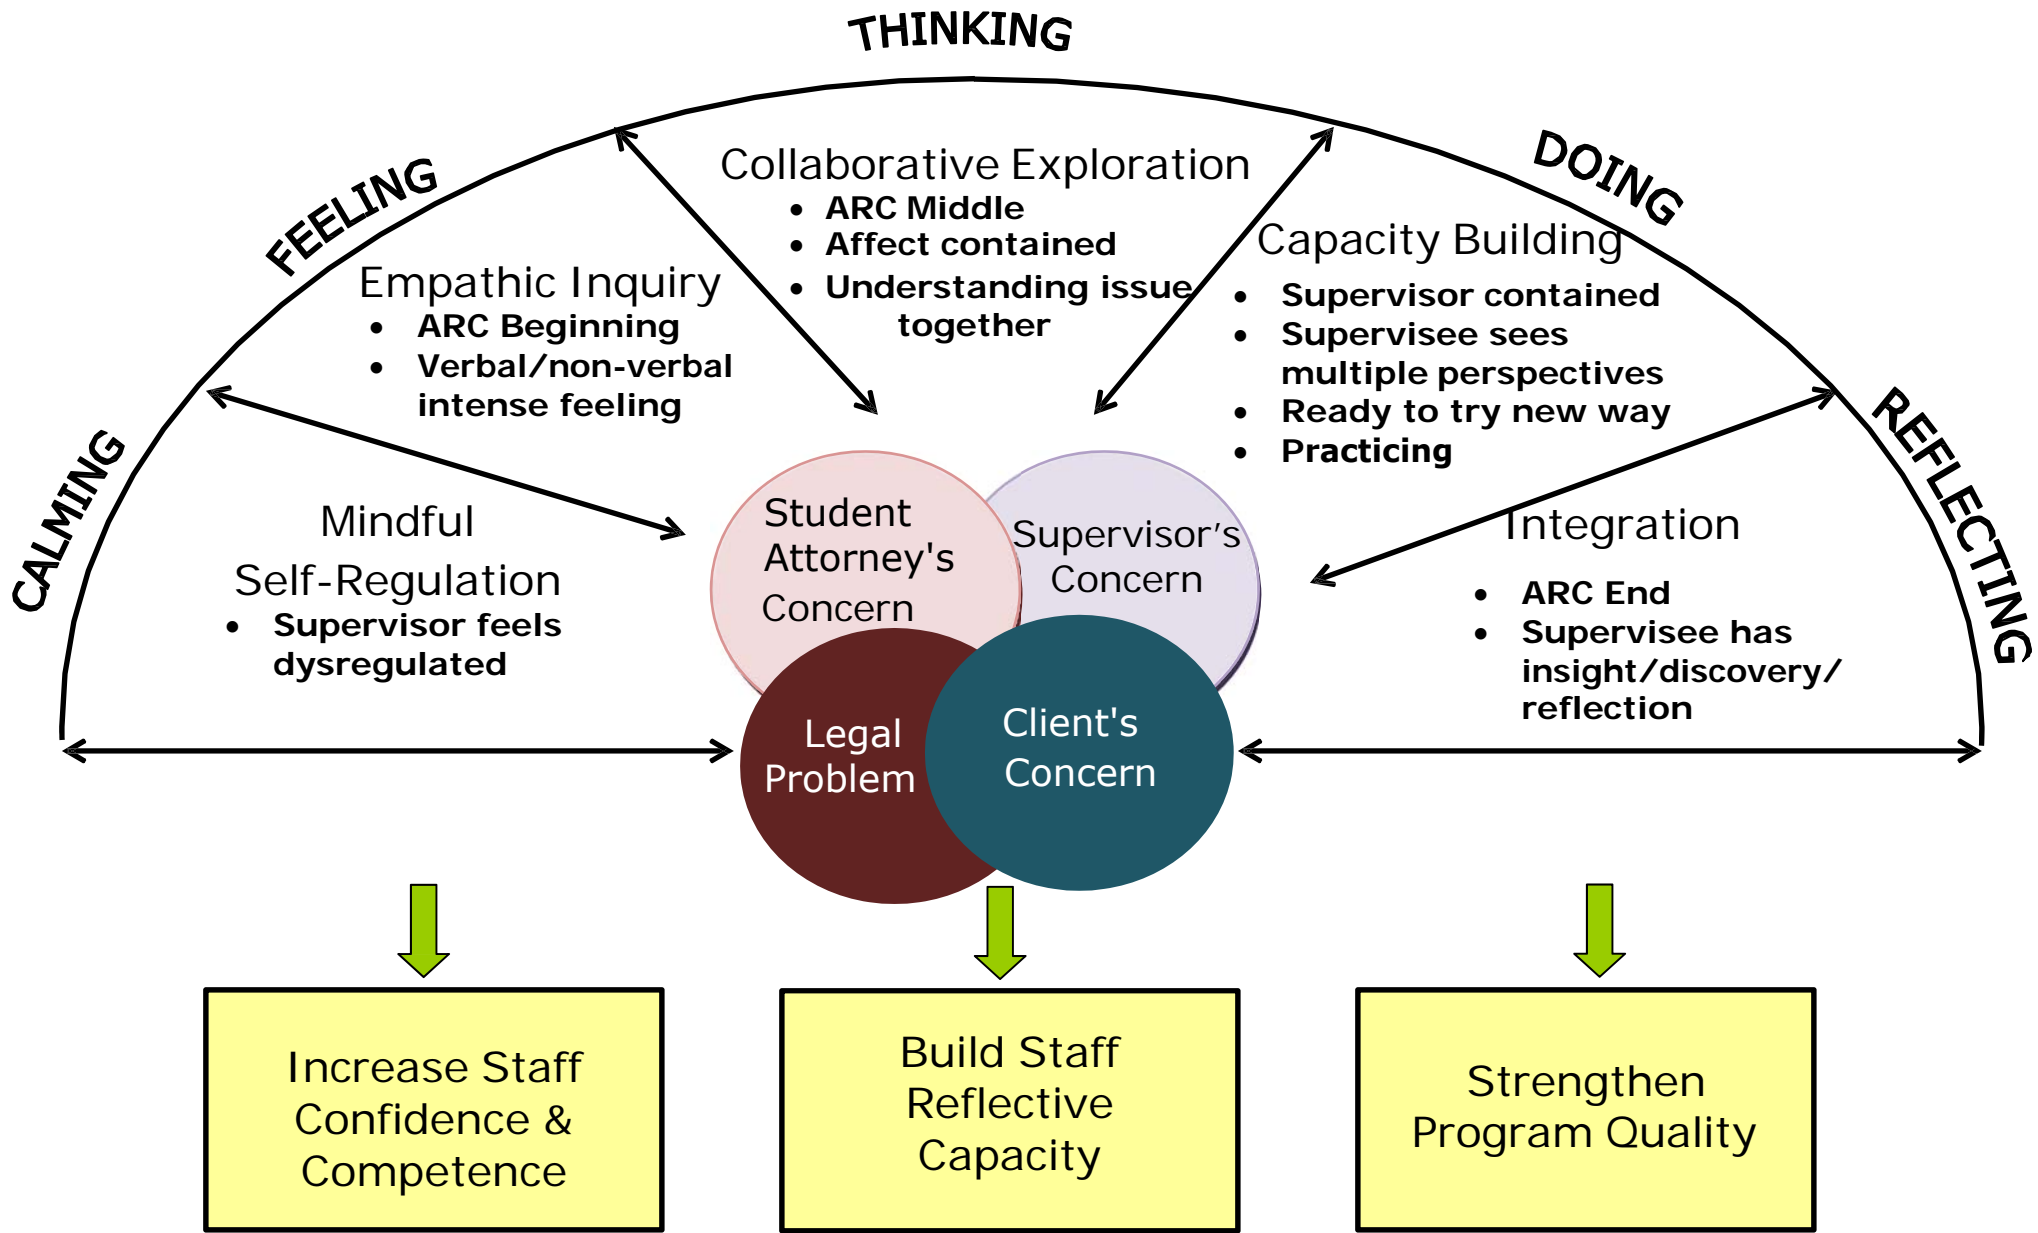 THINKING
FEELING
DOING
CALMING
REFLECTING
Collaborative Exploration
• ARC Middle
• Affect contained
• Understanding issue
together
Empathic Inquiry
• ARC Beginning
• Verbal/non-verbal
intense feeling
Capacity Building
• Supervisor contained
• Supervisee sees
multiple perspectives
• Ready to try new way
• Practicing
Mindful
Self-Regulation
• Supervisor feels
dysregulated
Integration
• ARC End
• Supervisee has
insight/discovery/
reflection
Student
Attorney's
Concern
Supervisor’s
Concern
Legal
Problem
Client's
Concern
Increase Staff
Confidence &
Competence
Build Staff
Reflective
Capacity
Strengthen
Program Quality